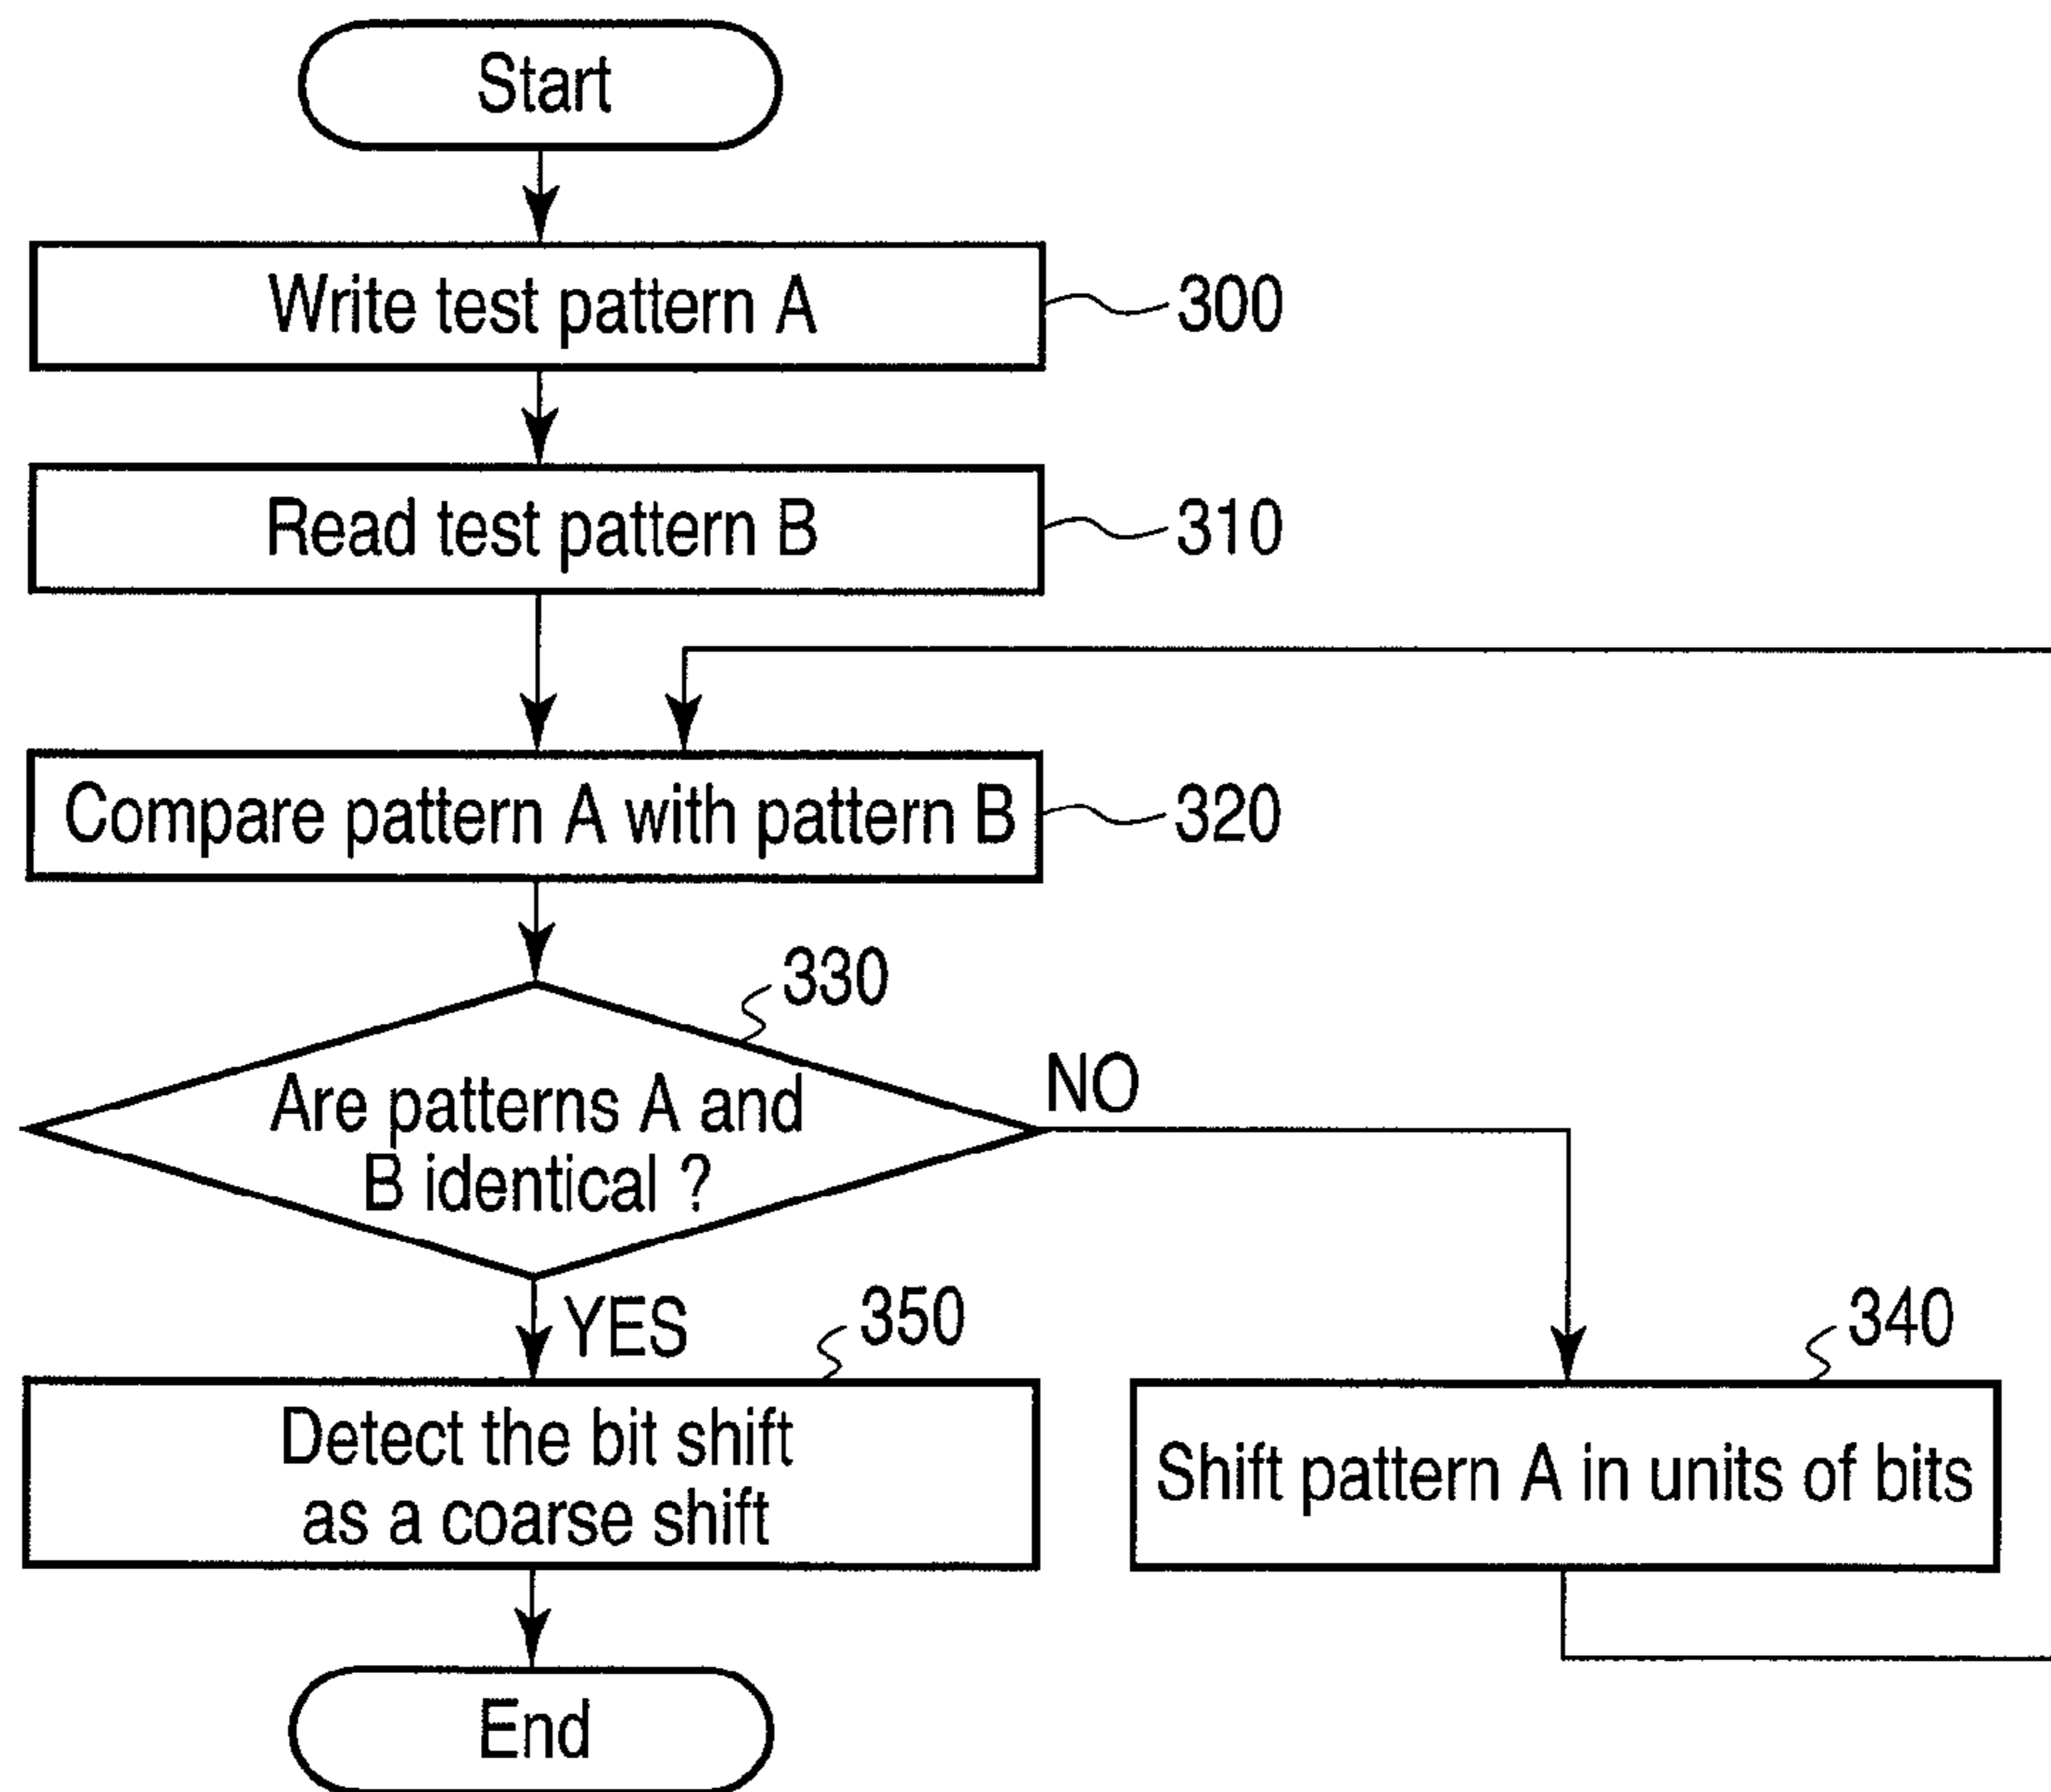 Start
Write test pattern A
300
Read test pattern B
310
Compare pattern A with pattern B
320
330
Are patterns A and
B identical ?
NO
YES
350
Detect the bit shift
as a coarse shift
340
Shift pattern A in units of bits
End